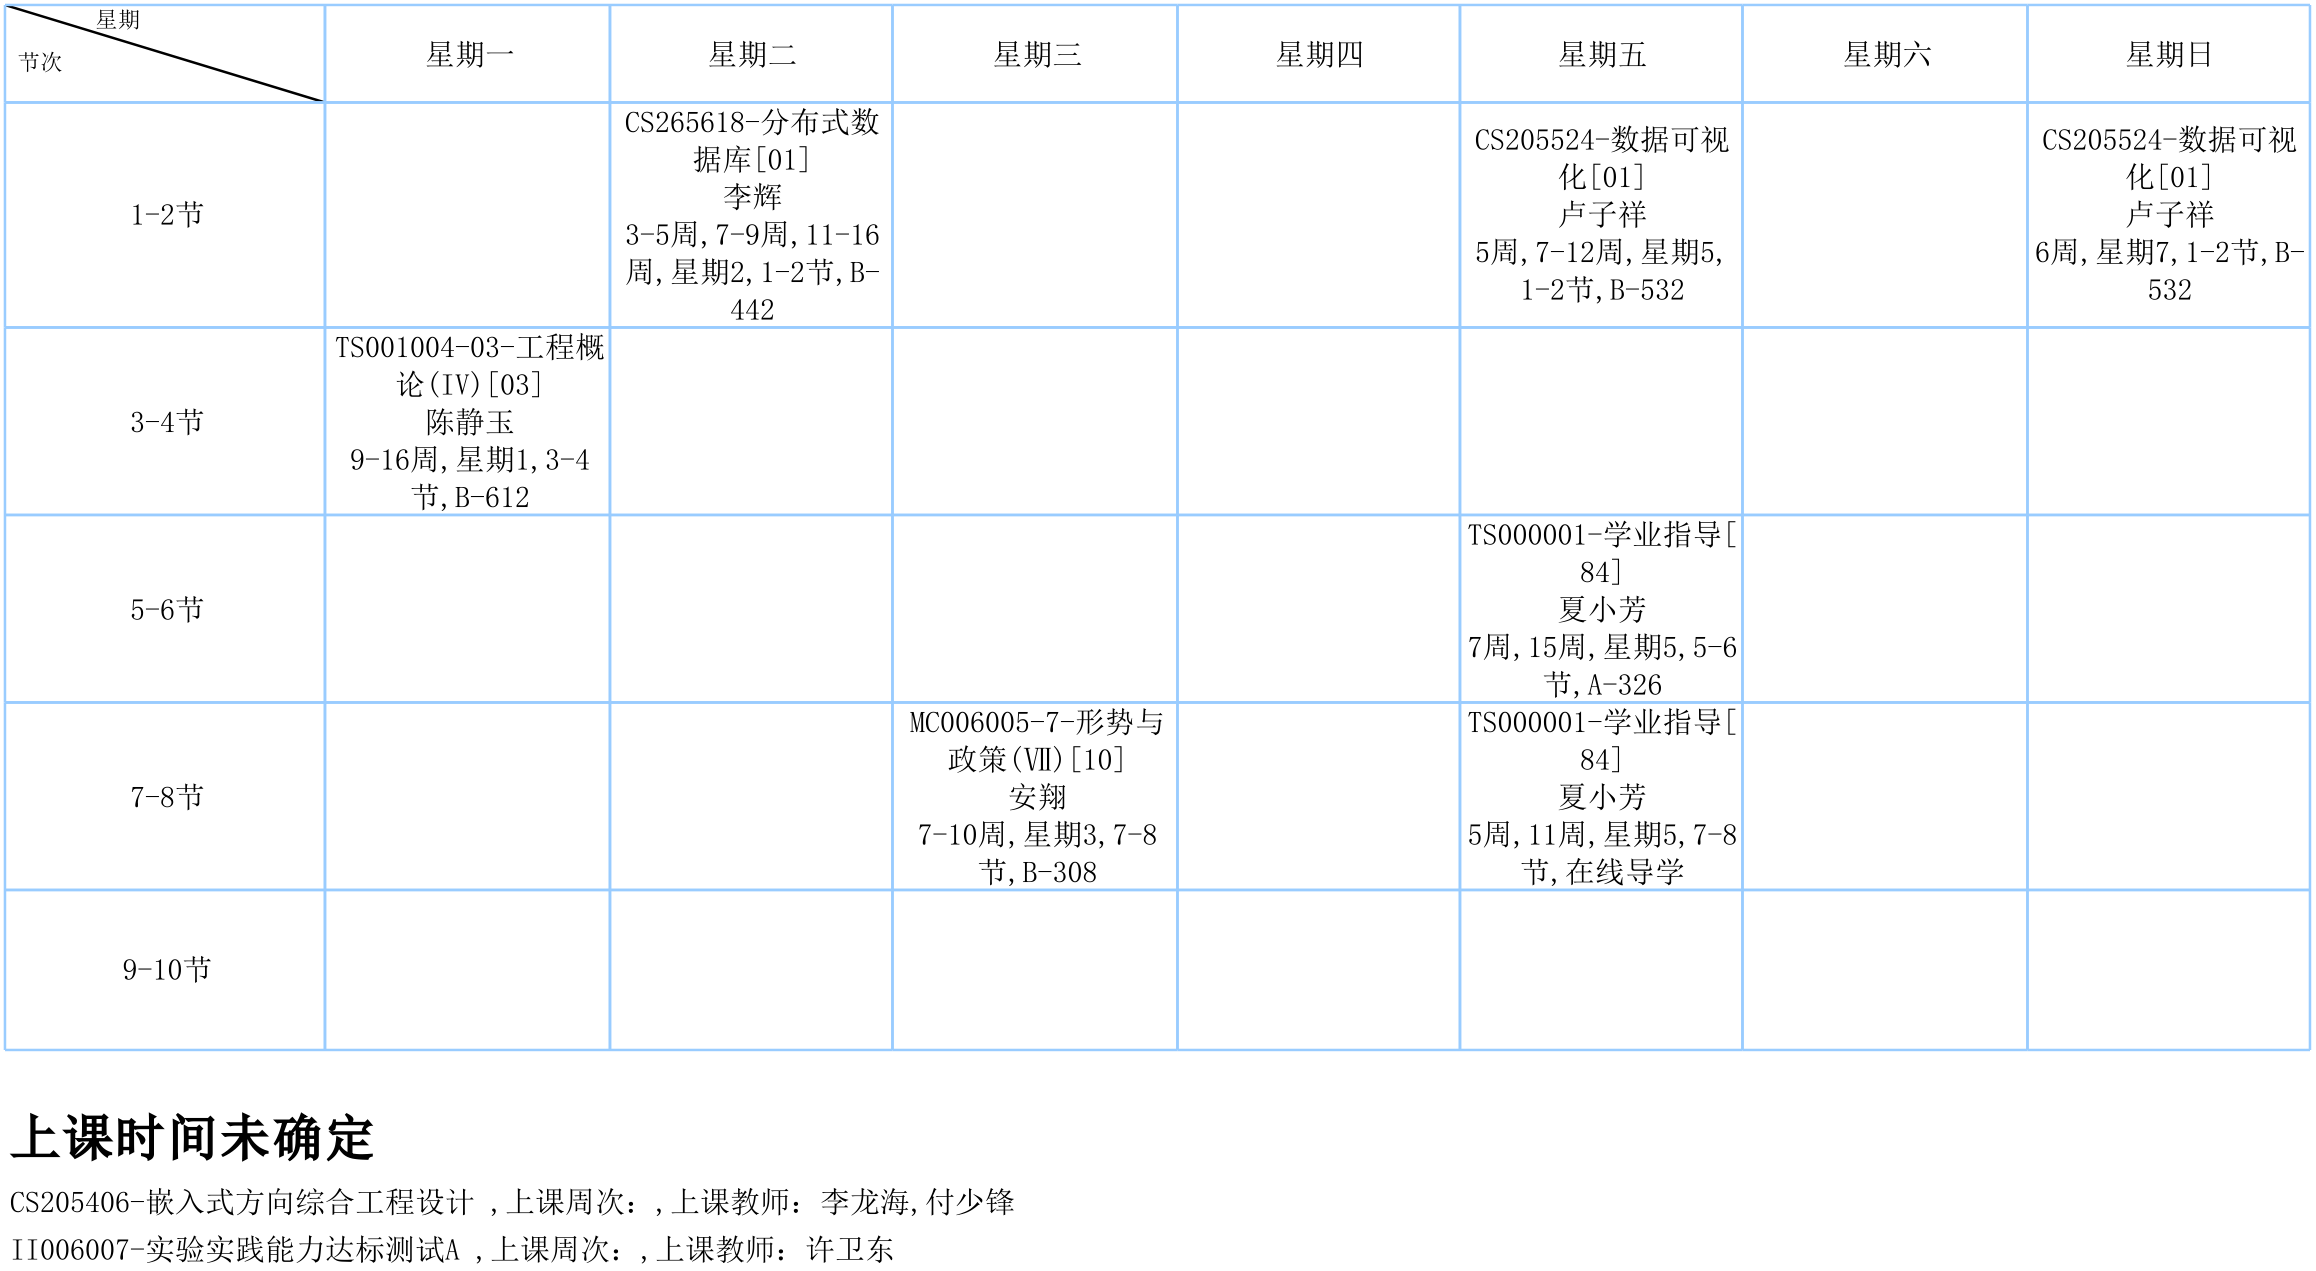 星期
节次
星期一
星期二
星期三
星期四
星期五
星期六
星期日
1-2节
CS265618-分布式数
据库[01]
李辉
3-5周,7-9周,11-16
周,星期2,1-2节,B-
442
CS205524-数据可视
化[01]
卢子祥
5周,7-12周,星期5,
1-2节,B-532
CS205524-数据可视
化[01]
卢子祥
6周,星期7,1-2节,B-
532
3-4节
TS001004-03-工程概
论(IV)[03]
陈静玉
9-16周,星期1,3-4
节,B-612
5-6节
TS000001-学业指导[
84]
夏小芳
7周,15周,星期5,5-6
节,A-326
7-8节
MC006005-7-形势与
政策(Ⅶ)[10]
安翔
7-10周,星期3,7-8
节,B-308
TS000001-学业指导[
84]
夏小芳
5周,11周,星期5,7-8
节,在线导学
9-10节
上课时间未确定
CS205406-嵌入式方向综合工程设计 ,上课周次：,上课教师：李龙海,付少锋
II006007-实验实践能力达标测试A ,上课周次：,上课教师：许卫东